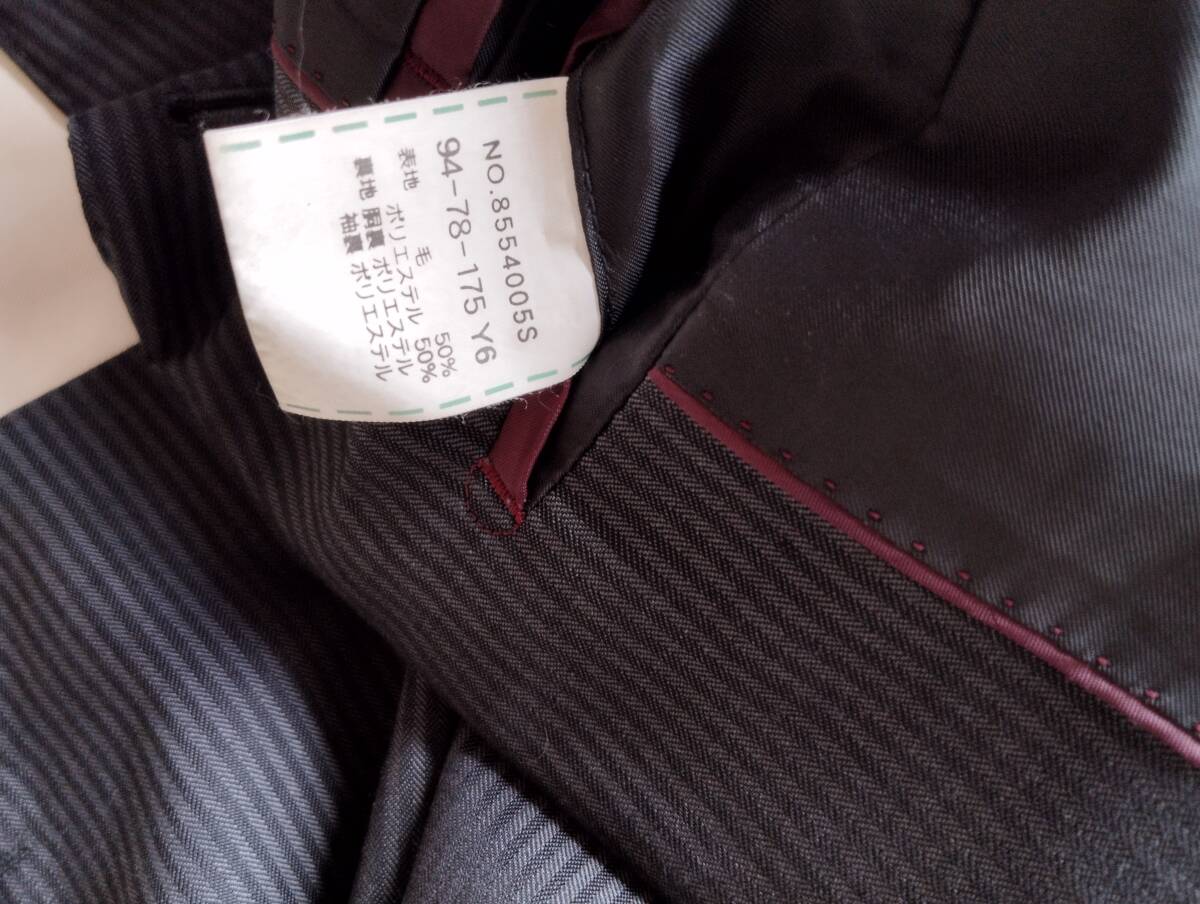 NO.8554005S
94-78-175 Y6
表地 毛 50%
ポリエステル 50%
裏地 胴裏 ポリエステル
袖裏 ポリエステル